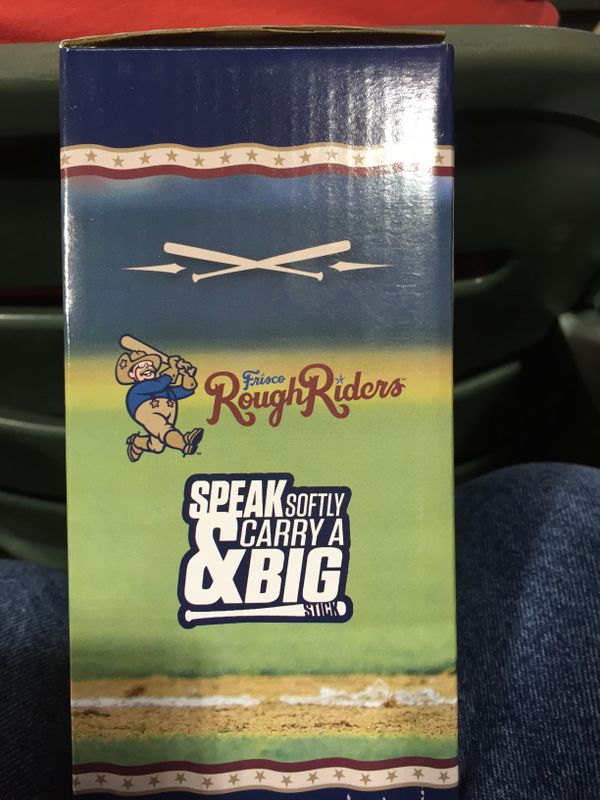 Frisco
RoughRiders
SPEAK SOFTLY
& CARRY A
BIG
STICK